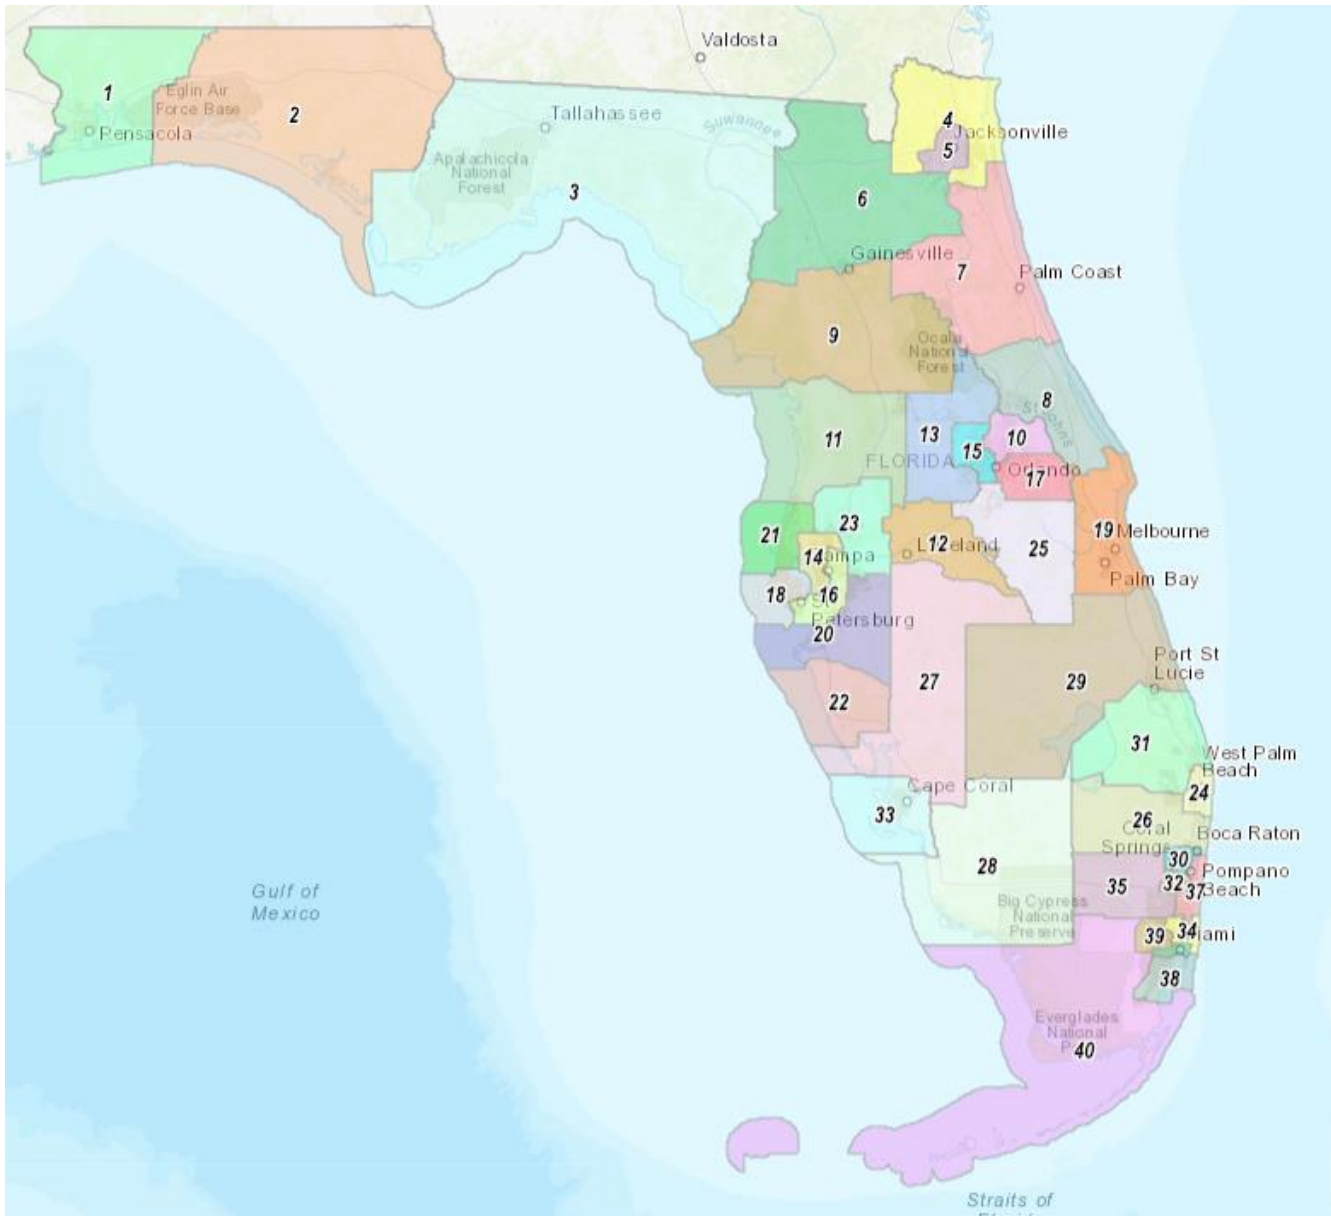 Valdosta
1
Eglin Air
Force Base
2
Pensacola
Tallahassee
Suwannee
4
Jacksonville
5
Apalachicola
National
Forest
3
6
Gainesville
7
Palm Coast
9
Ocala
National
Forest
8
St Johns
11
13
10
15
FLORIDA
Orlando
17
21
23
19
Melbourne
12
Lakeland
25
14
Tampa
Palm Bay
18
16
St
Petersburg
20
Port St
Lucie
22
27
29
31
West Palm
Beach
Cape Coral
24
33
26
Coral
Springs
Boca Raton
28
30
Pompano
Beach
35
32
37
Gulf of
Mexico
Big Cypress
National
Preserve
39
34
iami
38
Everglades
National
P
40
Straits of